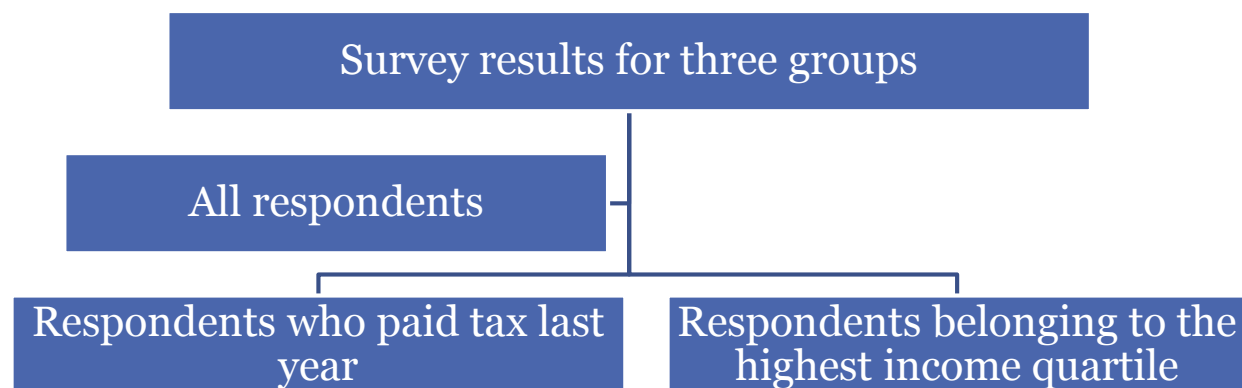 Survey results for three groups
All respondents
Respondents who paid tax last
year
Respondents belonging to the
highest income quartile